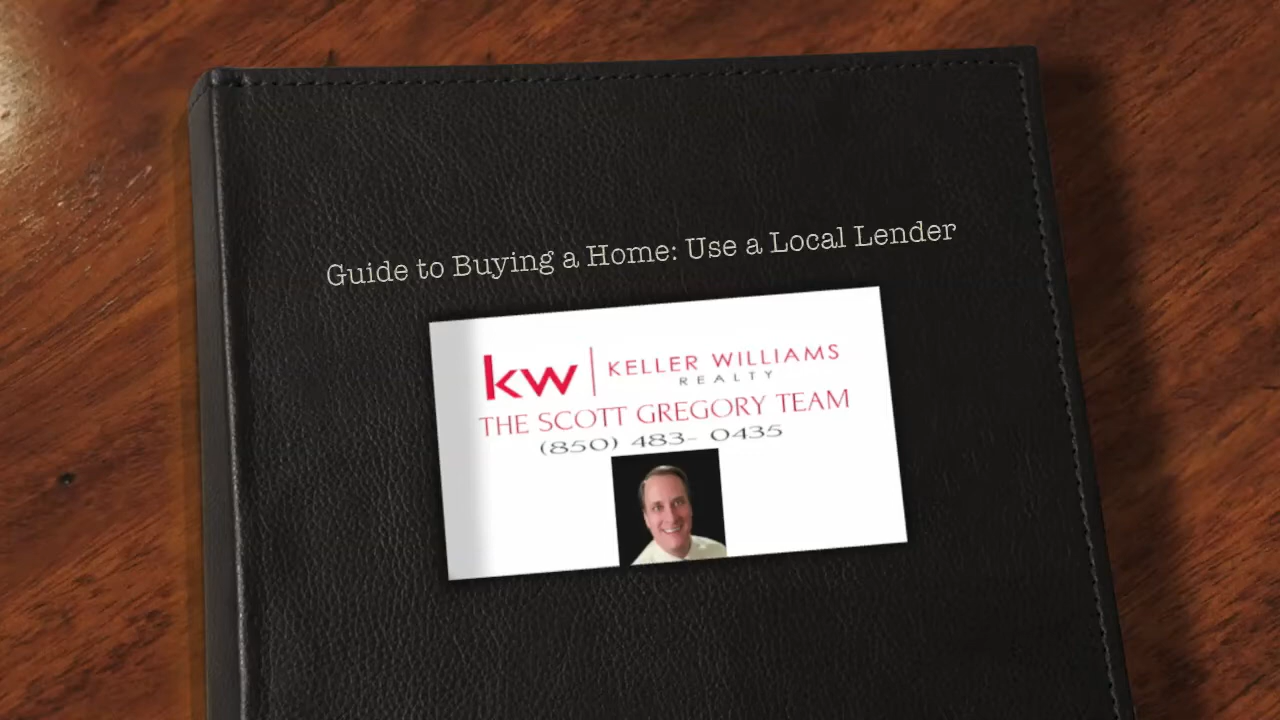 Guide to Buying a Home: Use a Local Lender
kw KELLER WILLIAMS
REALTY
THE SCOTT GREGORY TEAM
(850) 483- 0435